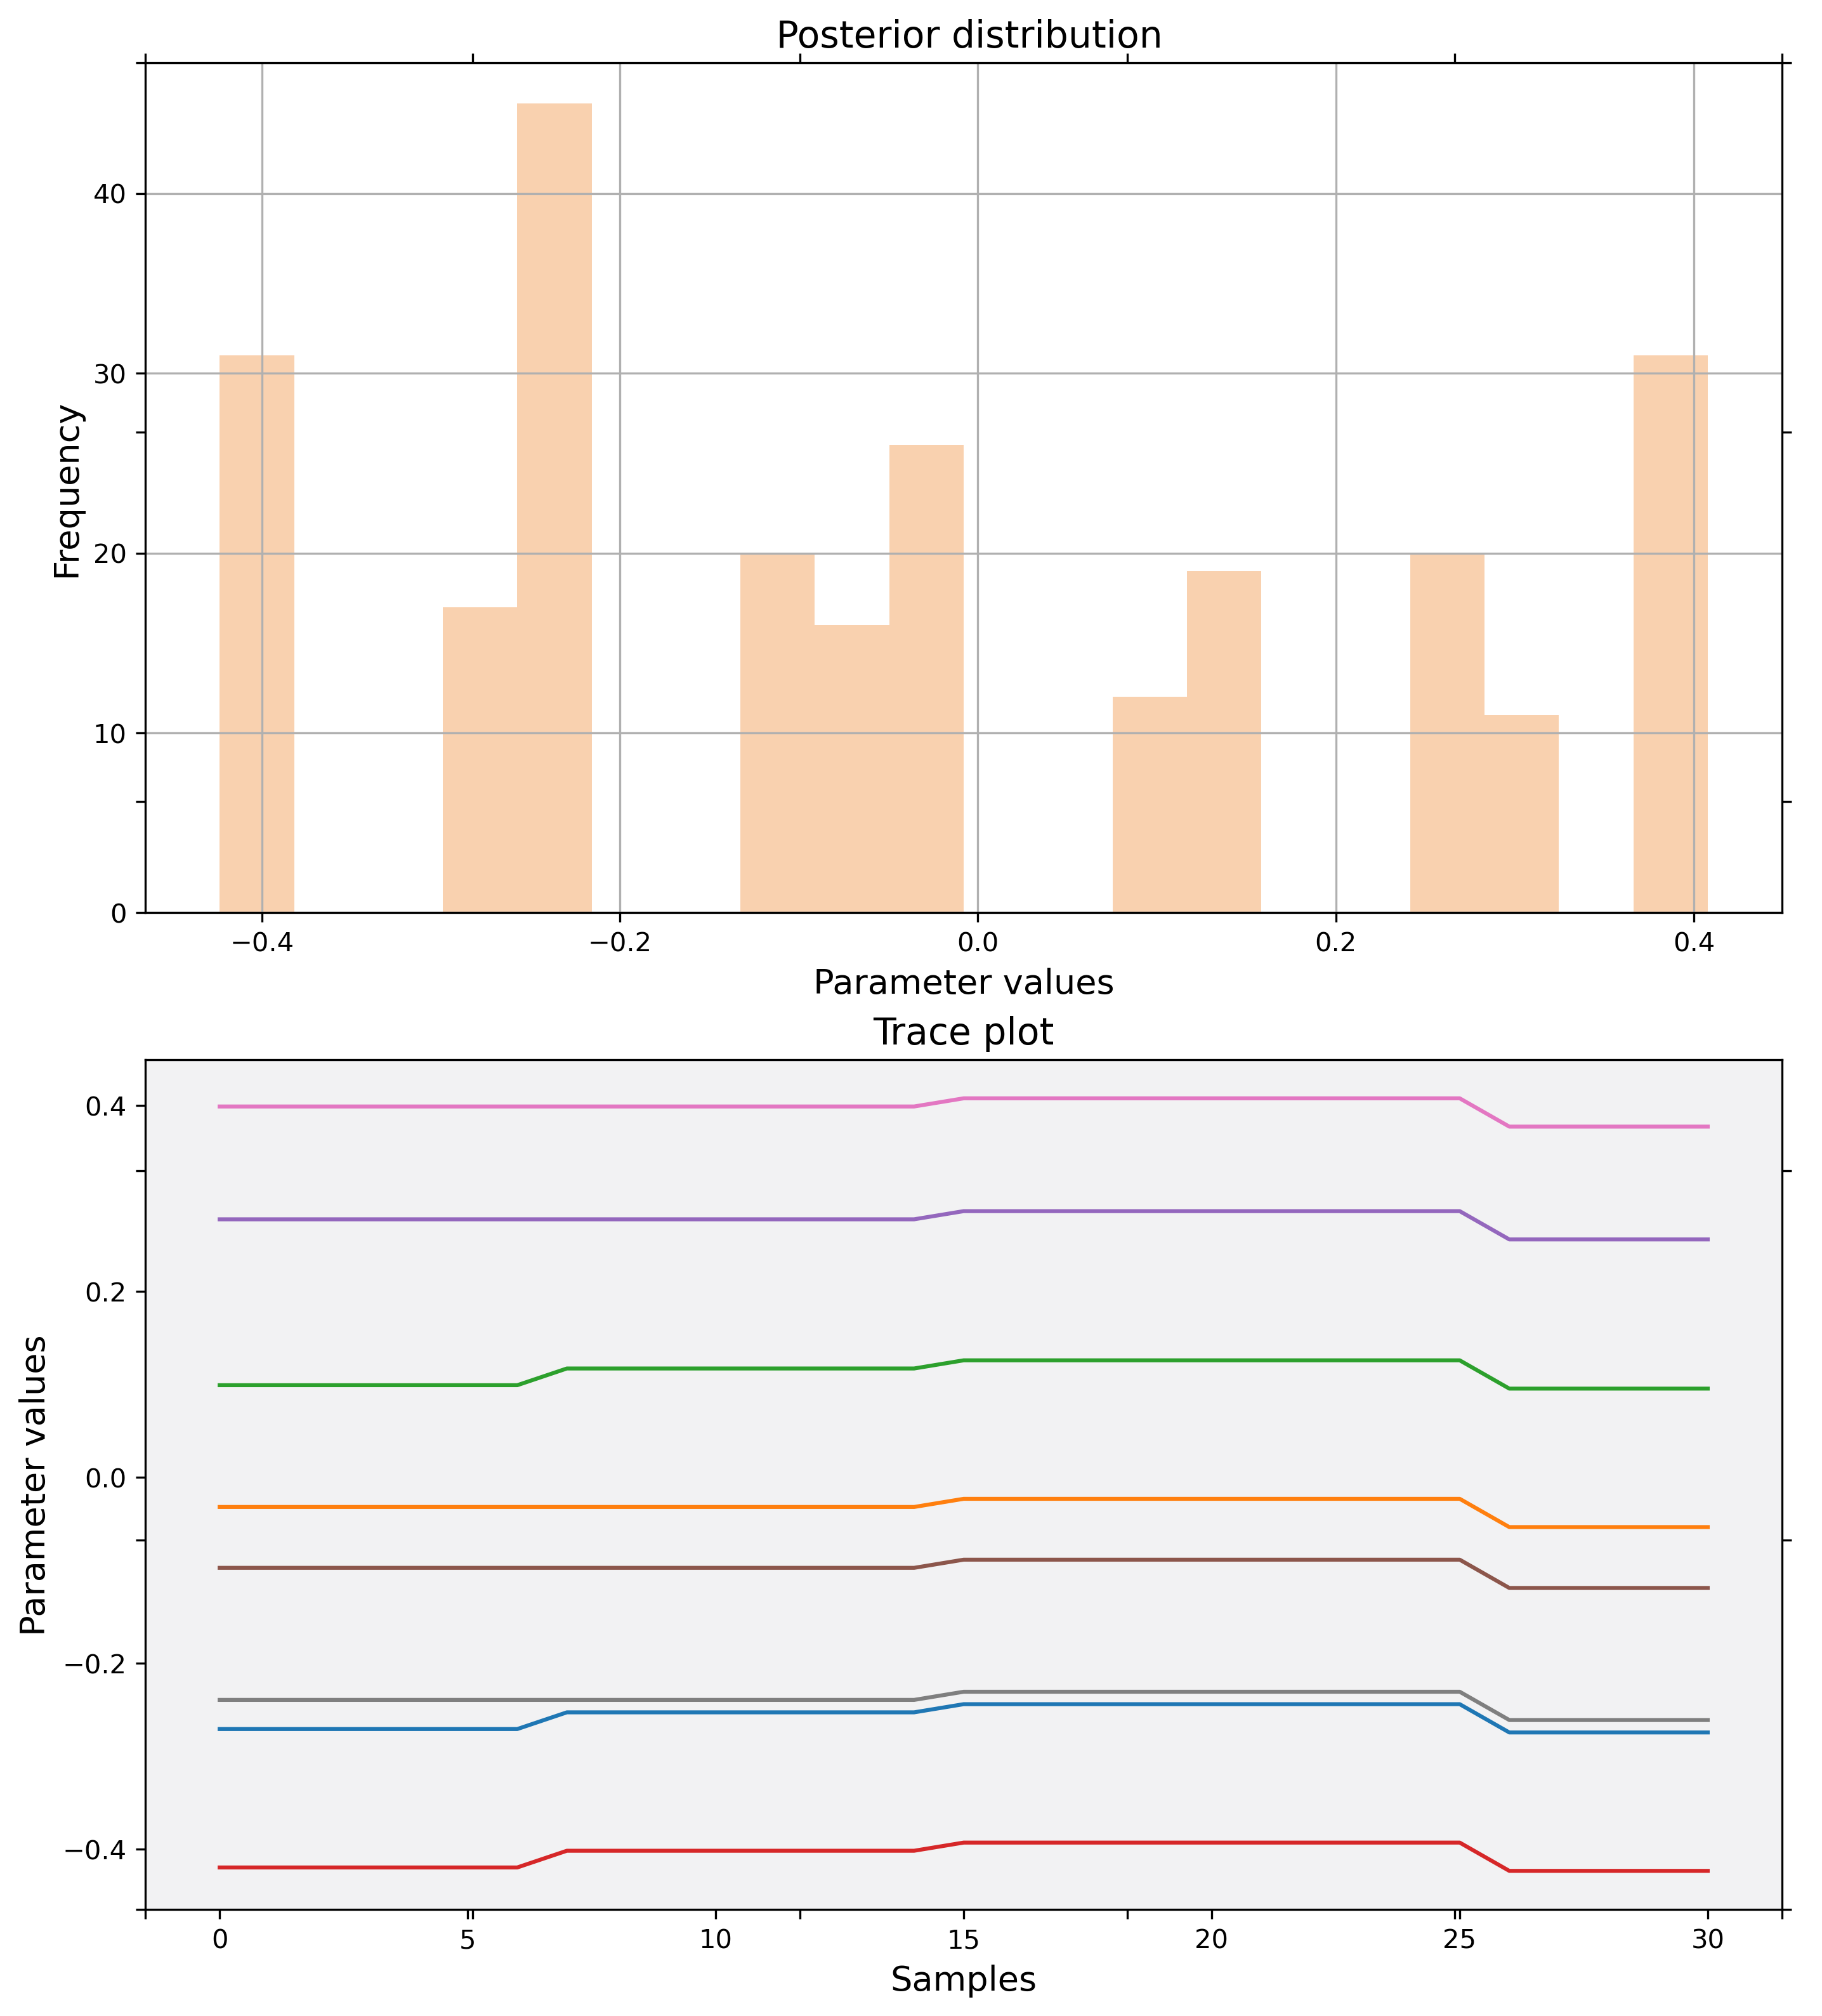 Posterior distribution
40
30
20
10
0
Frequency
−0.4 −0.2 0.0 0.2 0.4
Parameter values
Trace plot
0.4
0.2
0.0
−0.2
−0.4
Parameter values
0 5 10 15 20 25 30
Samples